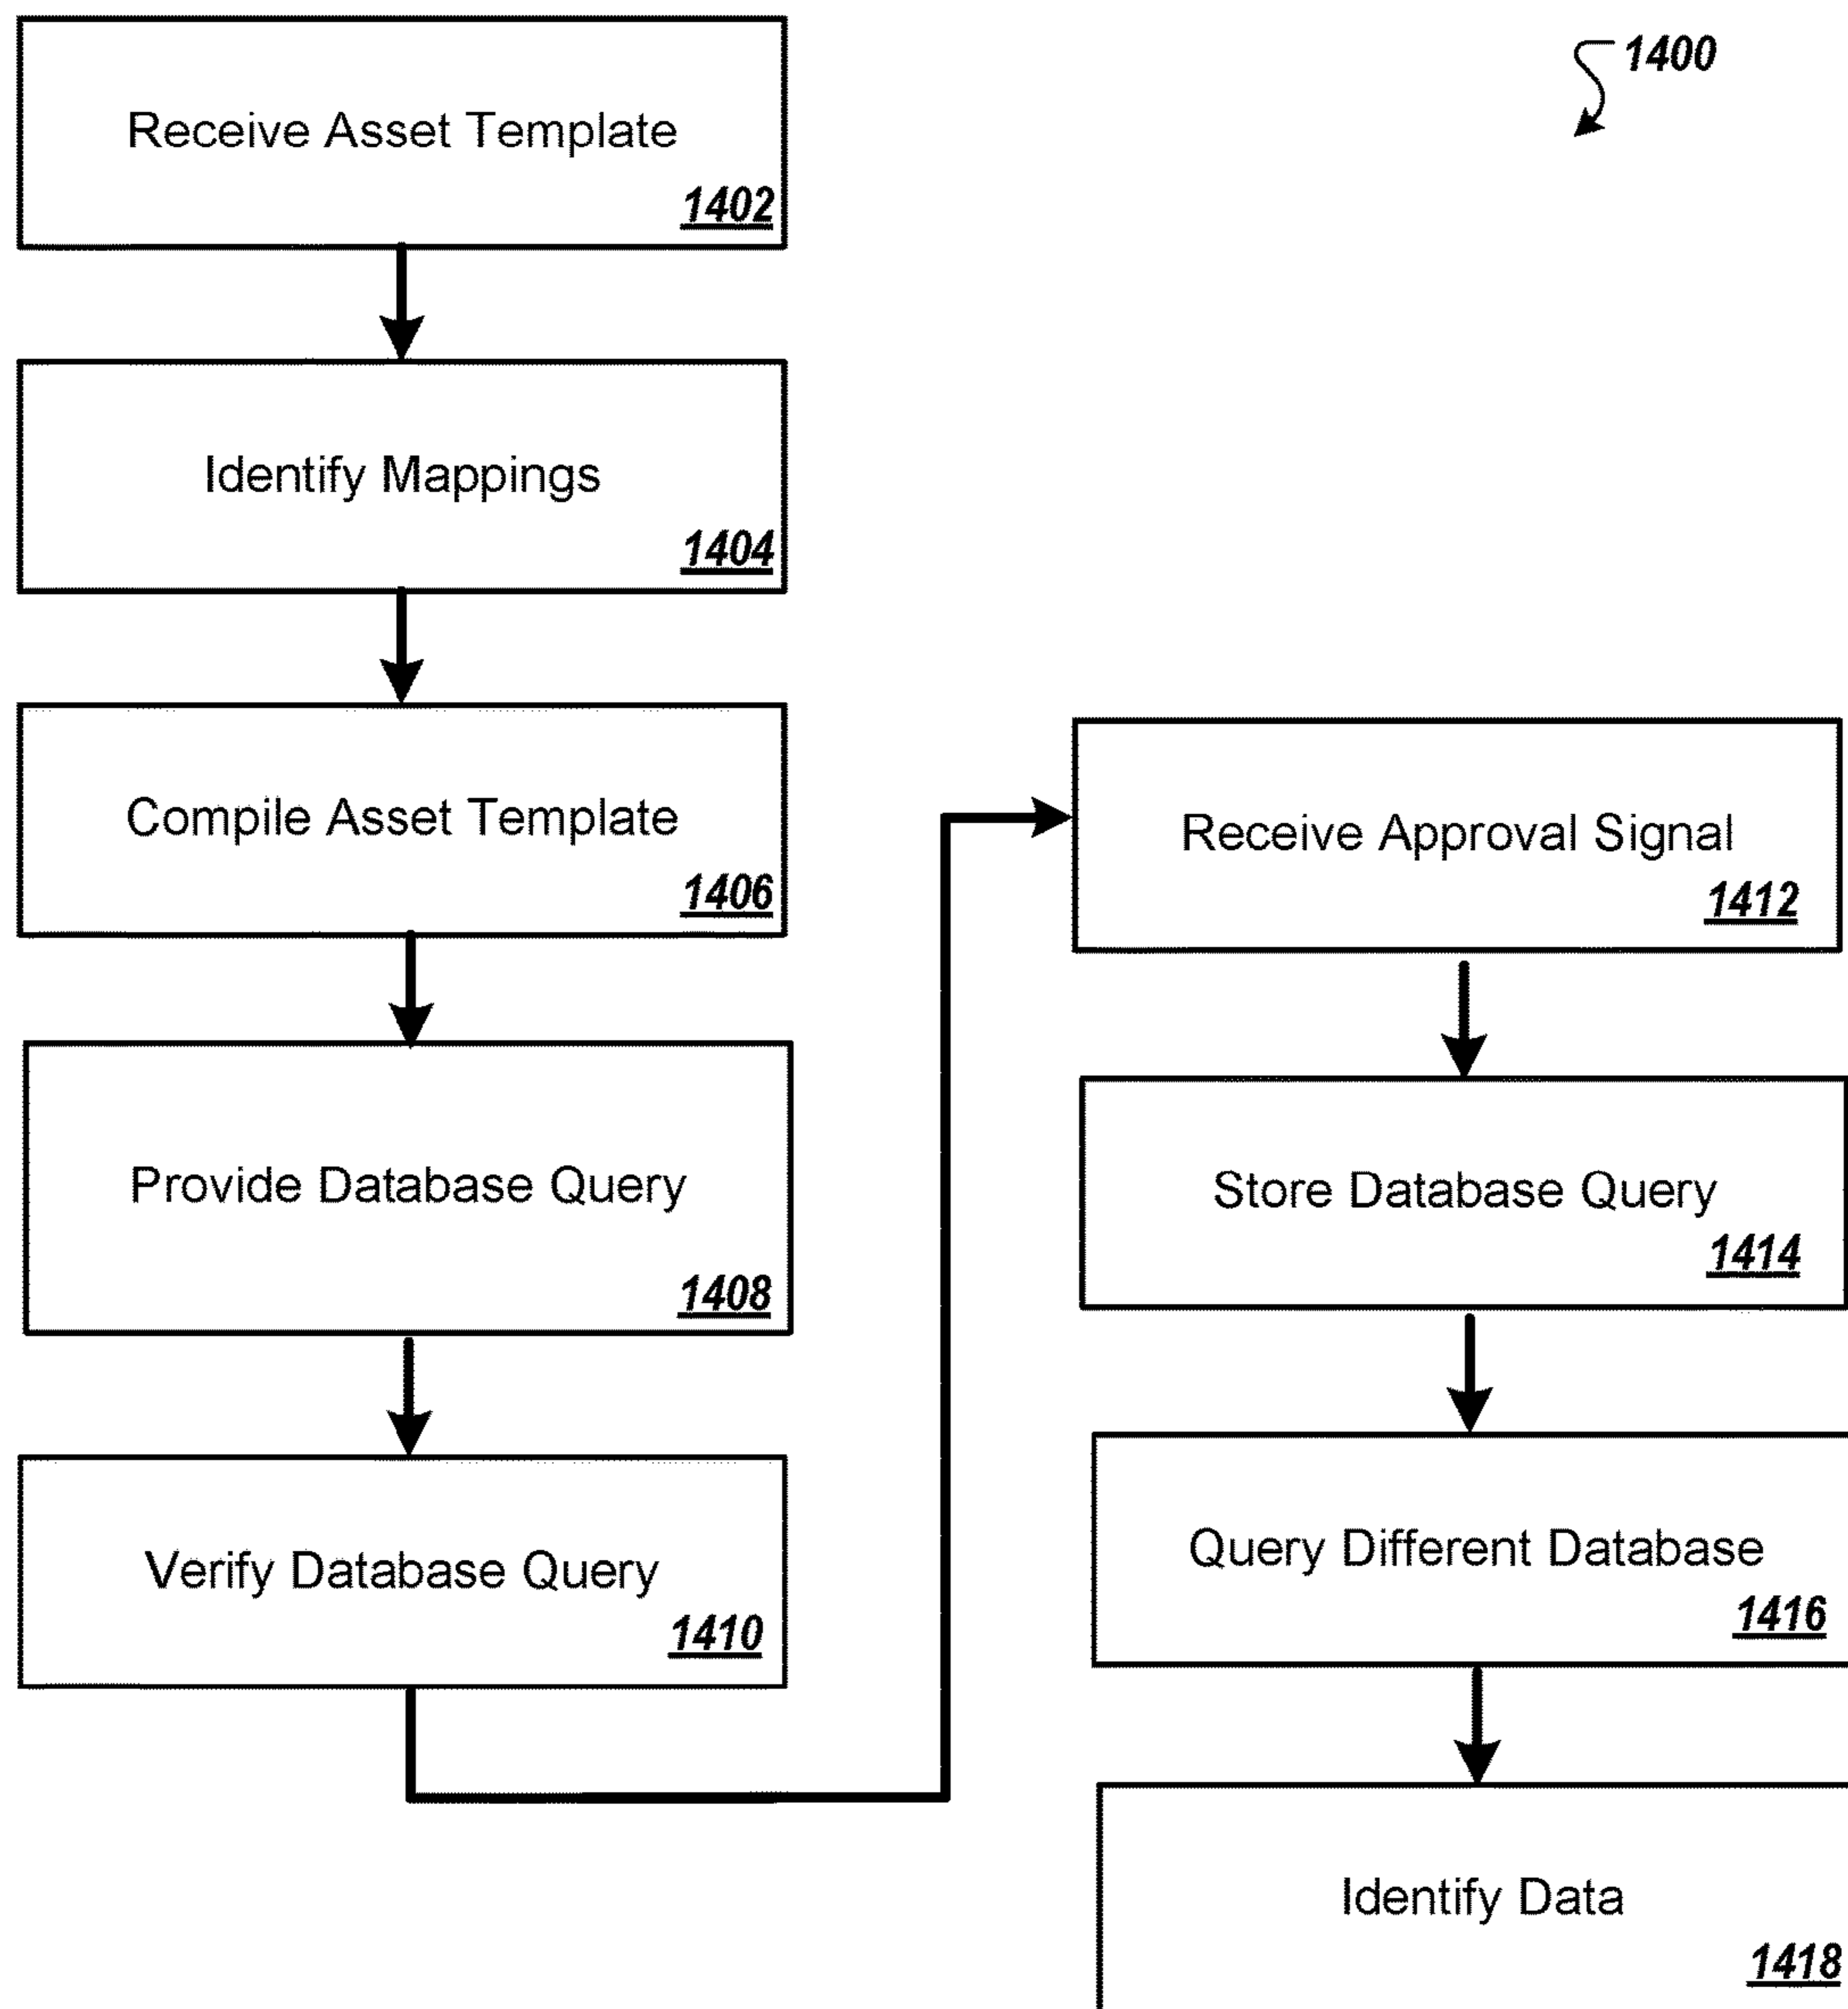 1400
Receive Asset Template
1402
Identify Mappings
1404
Compile Asset Template
1406
Provide Database Query
1408
Verify Database Query
1410
Receive Approval Signal
1412
Store Database Query
1414
Query Different Database
1416
Identify Data
1418